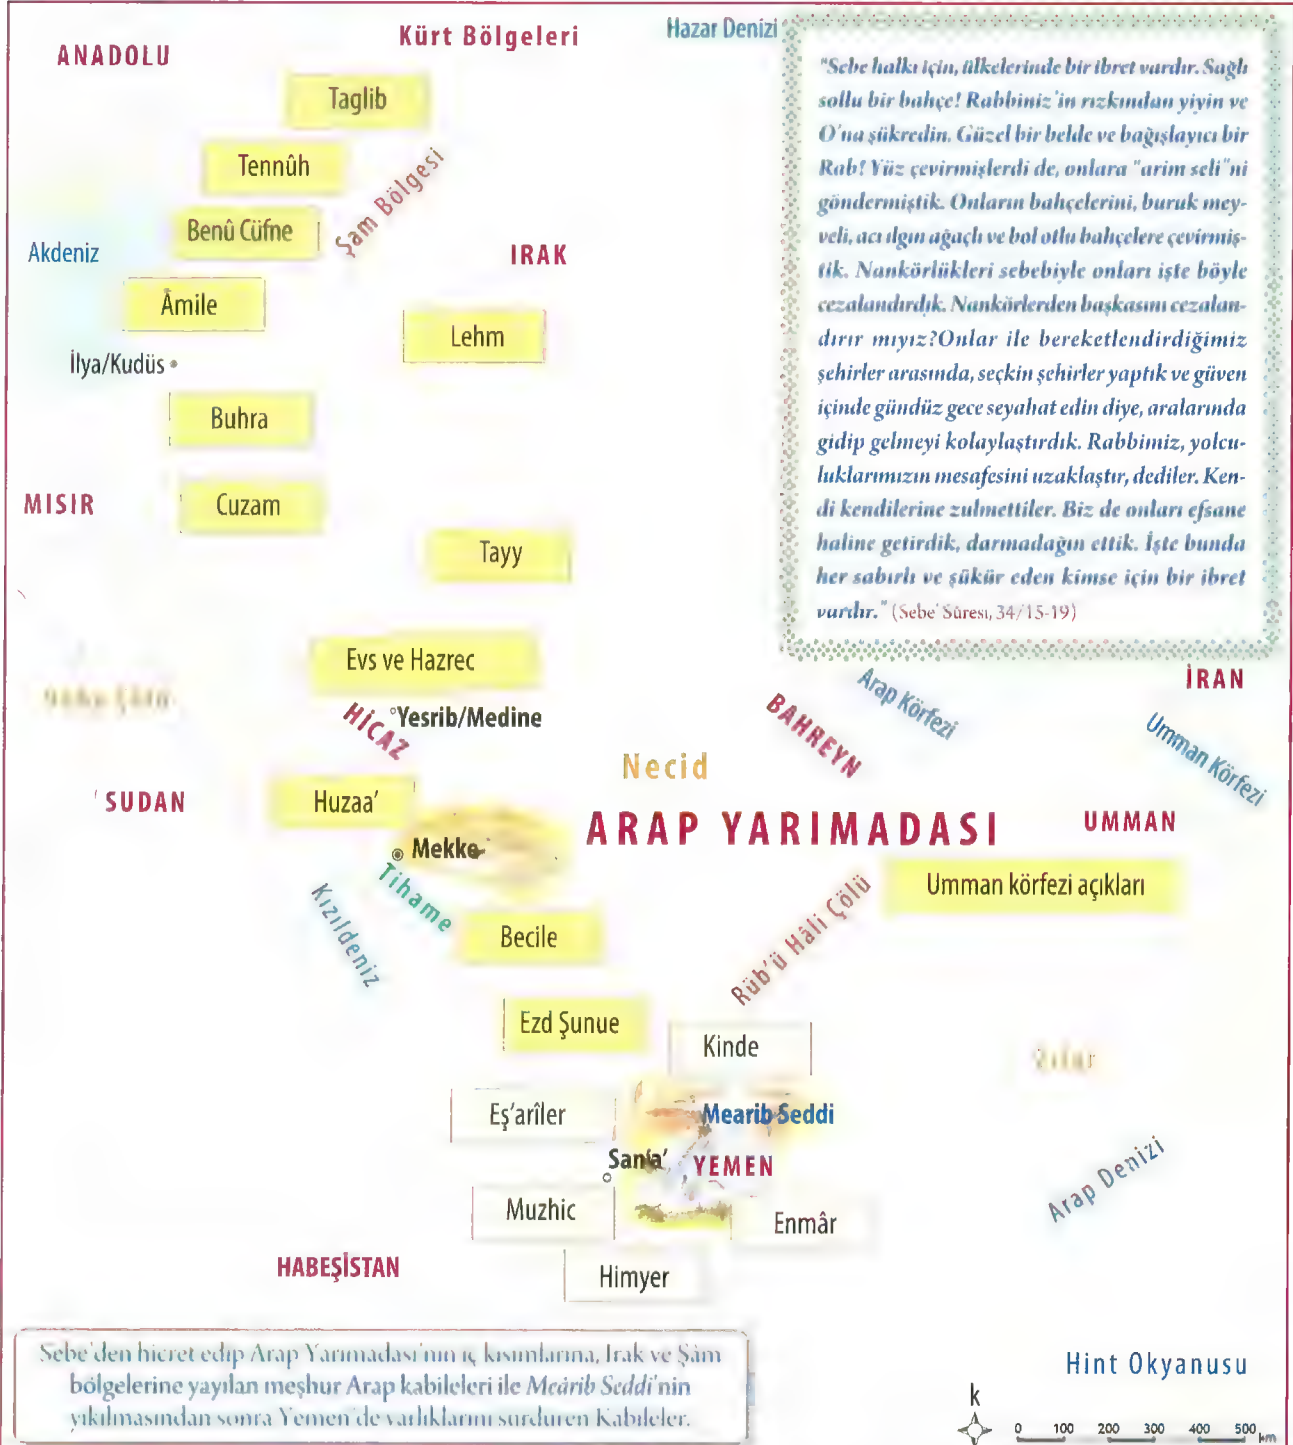 ANADOLU
Kürt Bölgeleri
Hazar Denizi
"Sebe halkı için, ülkelerinde bir ibret vardır. Sağlı
sollu bir bahçe! Rabbiniz'in rızkından yiyin ve
O'na şükredin. Güzel bir belde ve bağışlayıcı bir
Rab! Yüz çevirmişlerdi de, onlara "arim seli"ni
göndermiştik. Onların bahçelerini, buruk mey-
veli, acı ılgın ağaçlı ve bol otlu bahçelere çevirmiş-
tik. Nankörlükleri sebebiyle onları işte böyle
cezalandırdık. Nankörlerden başkasını cezalan-
dırır mıyız?Onlar ile bereketlendirdiğimiz
şehirler arasında, seçkin şehirler yaptık ve güven
içinde gündüz gece seyahat edin diye, aralarında
gidip gelmeyi kolaylaştırdık. Rabbimiz, yolcu-
luklarımızın mesafesini uzaklaştır, dediler. Ken-
di kendilerine zulmettiler. Biz de onları efsane
haline getirdik, darmadağın ettik. İşte bunda
her sabırlı ve şükür eden kimse için bir ibret
vardır." (Sebe' Sûresi, 34/15-19)
Taglib
Tennûh
Şam Bölgesi
Benû Cüfne
Akdeniz
IRAK
Âmile
Lehm
İlya/Kudüs
Buhra
MISIR
Cuzam
Tayy
Evs ve Hazrec
HİCAZ
Yesrib/Medine
BAHREYN
Arap Körfezi
İRAN
Umman Körfezi
Necid
SUDAN
Huzaa'
ARAP YARIMADASI
UMMAN
Mekke
Tihame
Kızıldeniz
Umman körfezi açıkları
Becile
Rüb'ü Hâli Çölü
Ezd Şunue
Kinde
Zıfar
Eş'arîler
Mearib Seddi
San'a'
YEMEN
Arap Denizi
Muzhic
Enmâr
HABEŞİSTAN
Himyer
Sebe'den hicret edip Arap Yarımadası'nın iç kısımlarına, Irak ve Şâm
bölgelerine yayılan meşhur Arap kabileleri ile Meârib Seddi'nin
yıkılmasından sonra Yemen'de varlıklarını sürdüren Kabileler.
Hint Okyanusu
k
0 100 200 300 400 500 km